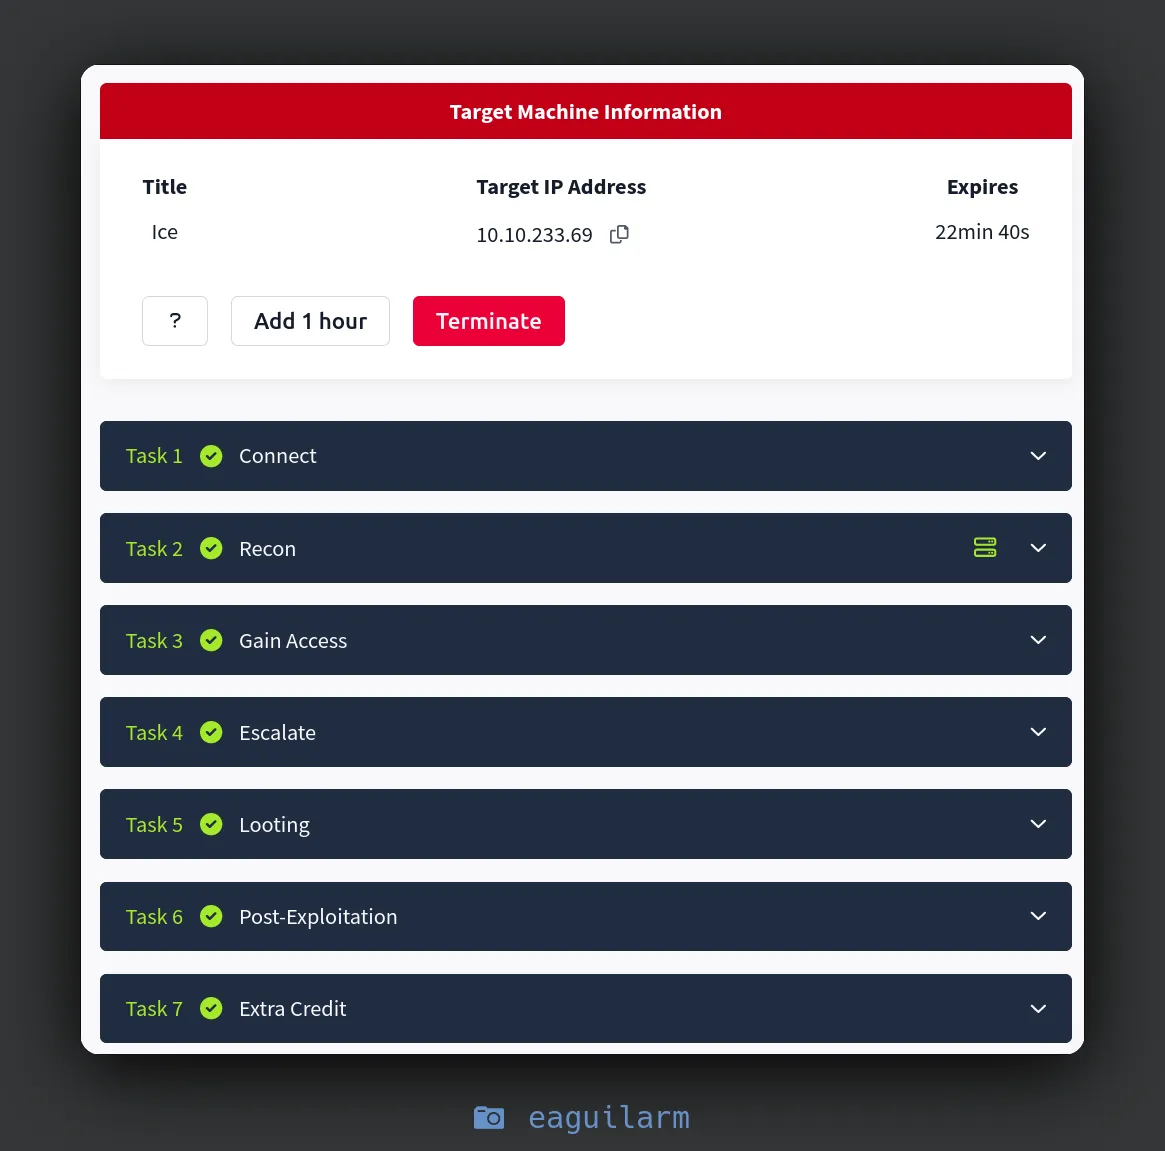 Target Machine Information
Title Target IP Address Expires
Ice 10.10.233.69 22min 40s
? Add 1 hour Terminate
Task 1 Connect
Task 2 Recon
Task 3 Gain Access
Task 4 Escalate
Task 5 Looting
Task 6 Post-Exploitation
Task 7 Extra Credit
eaguilarm